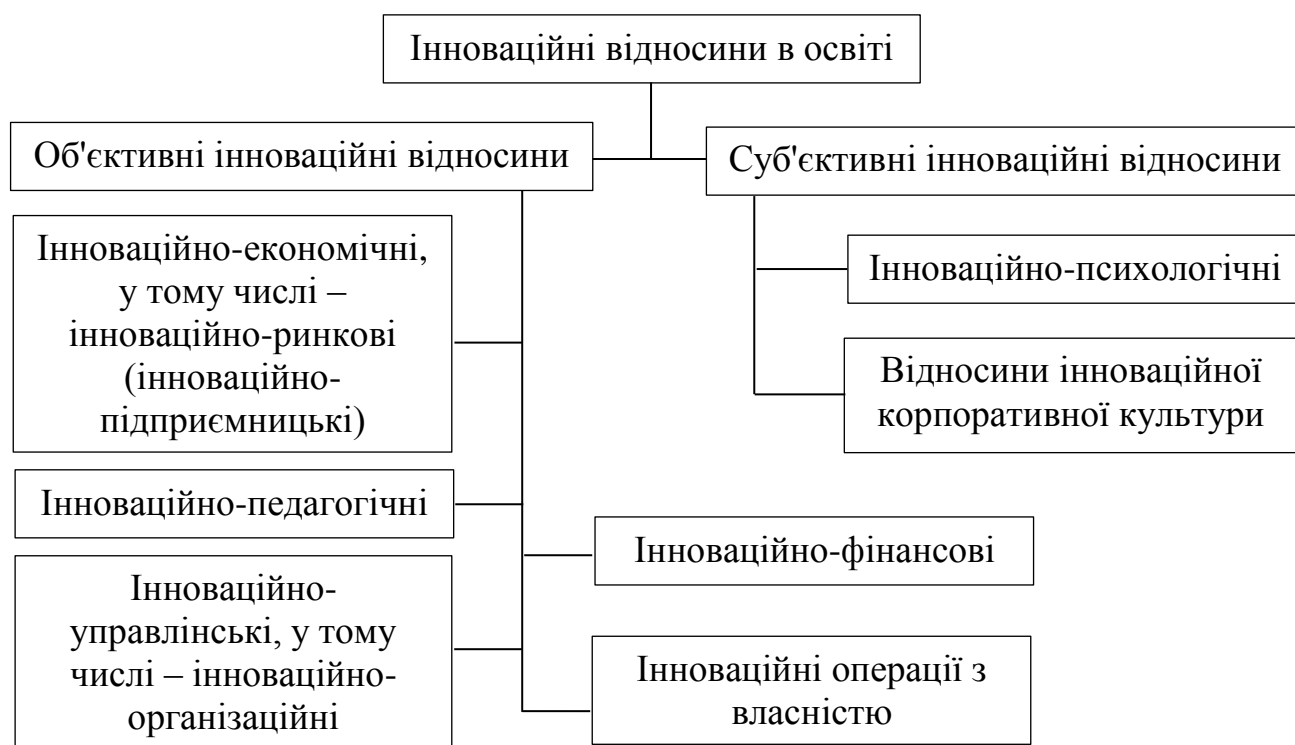 Інноваційні відносини в освіті
Об'єктивні інноваційні відносини
Суб'єктивні інноваційні відносини
Інноваційно-економічні,
у тому числі –
інноваційно-ринкові
(інноваційно-
підприємницькі)
Інноваційно-педагогічні
Інноваційно-
управлінські, у тому
числі – інноваційно-
організаційні
Інноваційно-фінансові
Інноваційні операції з
власністю
Інноваційно-психологічні
Відносини інноваційної
корпоративної культури